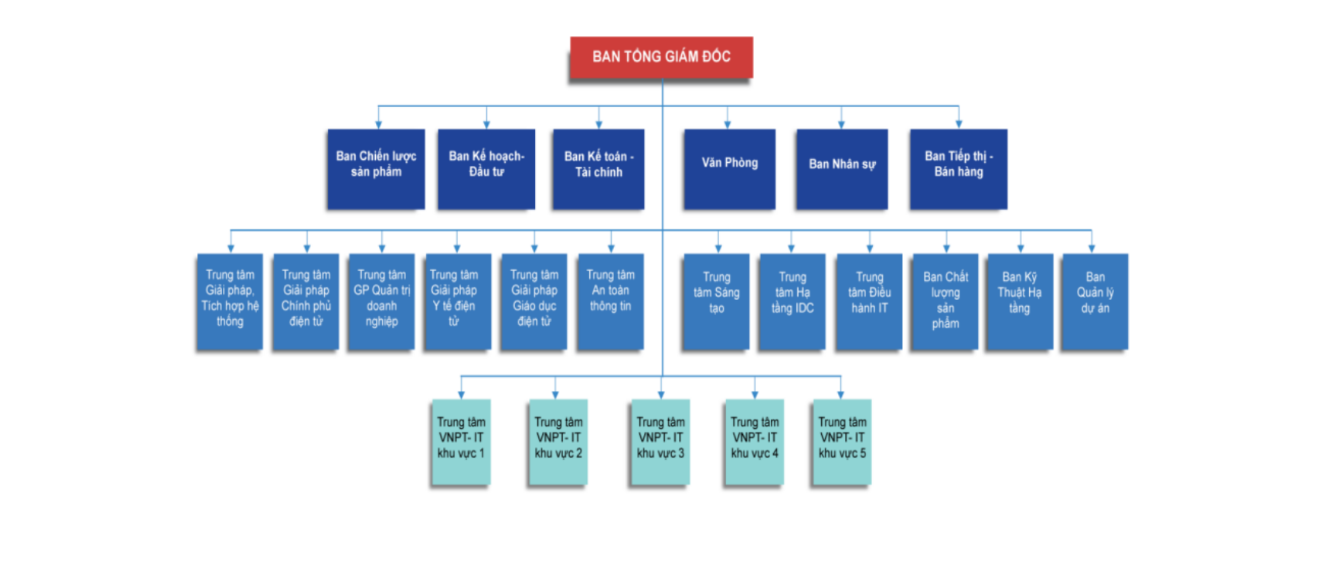 BAN TỔNG GIÁM ĐỐC
Ban Chiến lược
sản phẩm
Ban Kế hoạch-
Đầu tư
Ban Kế toán -
Tài chính
Văn Phòng
Ban Nhân sự
Ban Tiếp thị -
Bán hàng
Trung tâm
Giải pháp,
Tích hợp hệ
thống
Trung tâm
Giải pháp
Chính phủ
điện tử
Trung tâm
GP Quản trị
doanh
nghiệp
Trung tâm
Giải pháp
Y tế điện
tử
Trung tâm
Giải pháp
Giáo dục
điện tử
Trung tâm
An toàn
thông tin
Trung
tâm Sáng
tạo
Trung
tâm Hạ
tầng IDC
Trung
tâm Điều
hành IT
Ban Chất
lượng
sản
phẩm
Ban Kỹ
Thuật Hạ
tầng
Ban
Quản lý
dự án
Trung tâm
VNPT- IT
khu vực 1
Trung tâm
VNPT- IT
khu vực 2
Trung tâm
VNPT- IT
khu vực 3
Trung tâm
VNPT- IT
khu vực 4
Trung tâm
VNPT- IT
khu vực 5